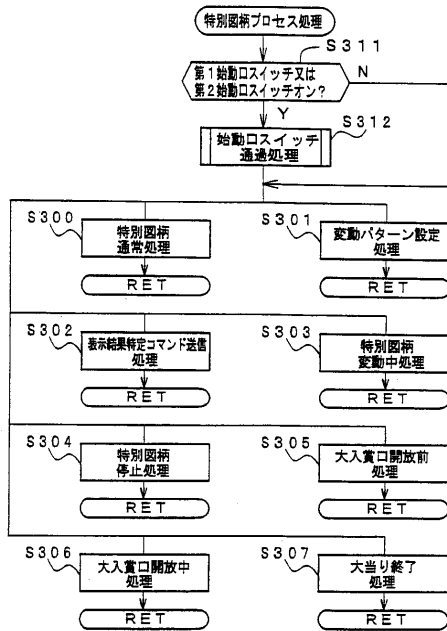 特別図柄プロセス処理
S311
第1始動口スイッチ又は
第2始動口スイッチオン?
N
Y
S312
始動口スイッチ
通過処理
S300
特別図柄
通常処理
RET
S301
変動パターン設定
処理
RET
S302
表示結果特定コマンド送信
処理
RET
S303
特別図柄
変動中処理
RET
S304
特別図柄
停止処理
RET
S305
大入賞口開放前
処理
RET
S306
大入賞口開放中
処理
RET
S307
大当り終了
処理
RET